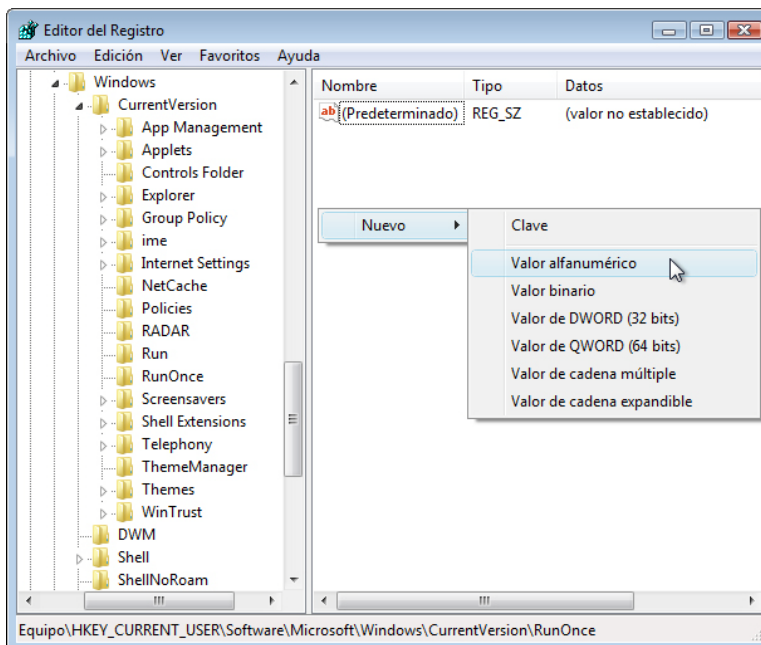 Editor del Registro
Archivo Edición Ver Favoritos Ayuda
Windows
CurrentVersion
App Management
Applets
Controls Folder
Explorer
Group Policy
ime
Internet Settings
NetCache
Policies
RADAR
Run
RunOnce
Screensavers
Shell Extensions
Telephony
ThemeManager
Themes
WinTrust
DWM
Shell
ShellNoRoam
Nombre Tipo Datos
ab (Predeterminado) REG_SZ (valor no establecido)
Nuevo
Clave
Valor alfanumérico
Valor binario
Valor de DWORD (32 bits)
Valor de QWORD (64 bits)
Valor de cadena múltiple
Valor de cadena expandible
Equipo\HKEY_CURRENT_USER\Software\Microsoft\Windows\CurrentVersion\RunOnce